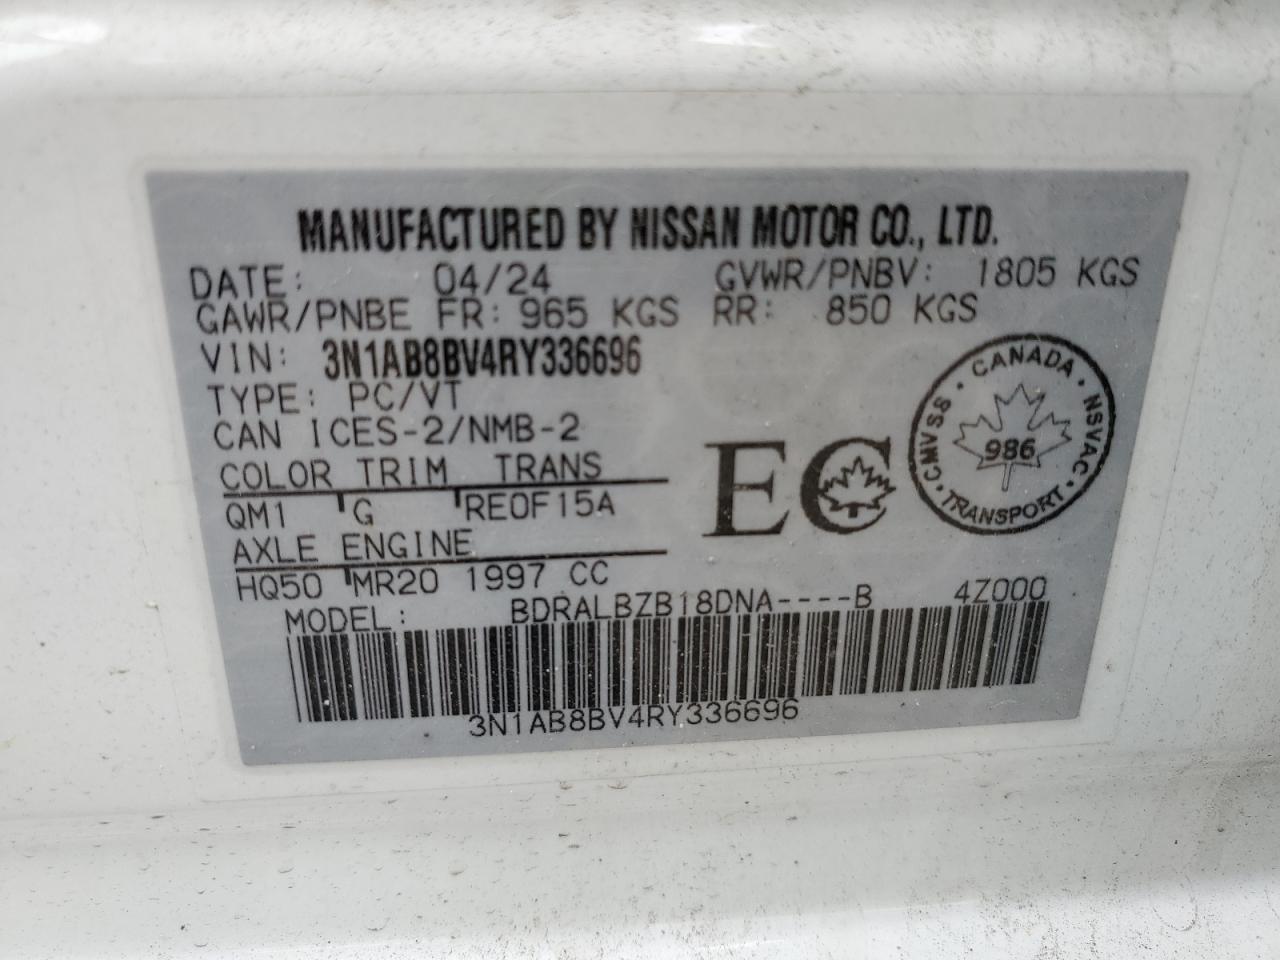 MANUFACTURED BY NISSAN MOTOR CO., LTD.
DATE: 04/24 GVWR/PNBV: 1805 KGS
GAWR/PNBE FR: 965 KGS RR: 850 KGS
VIN: 3N1AB8BV4RY336696
TYPE: PC/VT
CAN ICES-2/NMB-2
COLOR TRIM TRANS
QM1 G RE0F15A
AXLE ENGINE
HQ50 MR20 1997 CC
MODEL: BDRALBZB18DNA----B 4Z000
3N1AB8BV4RY336696
EC
CANADA
CMVSS
NSVAC
986
TRANSPORT